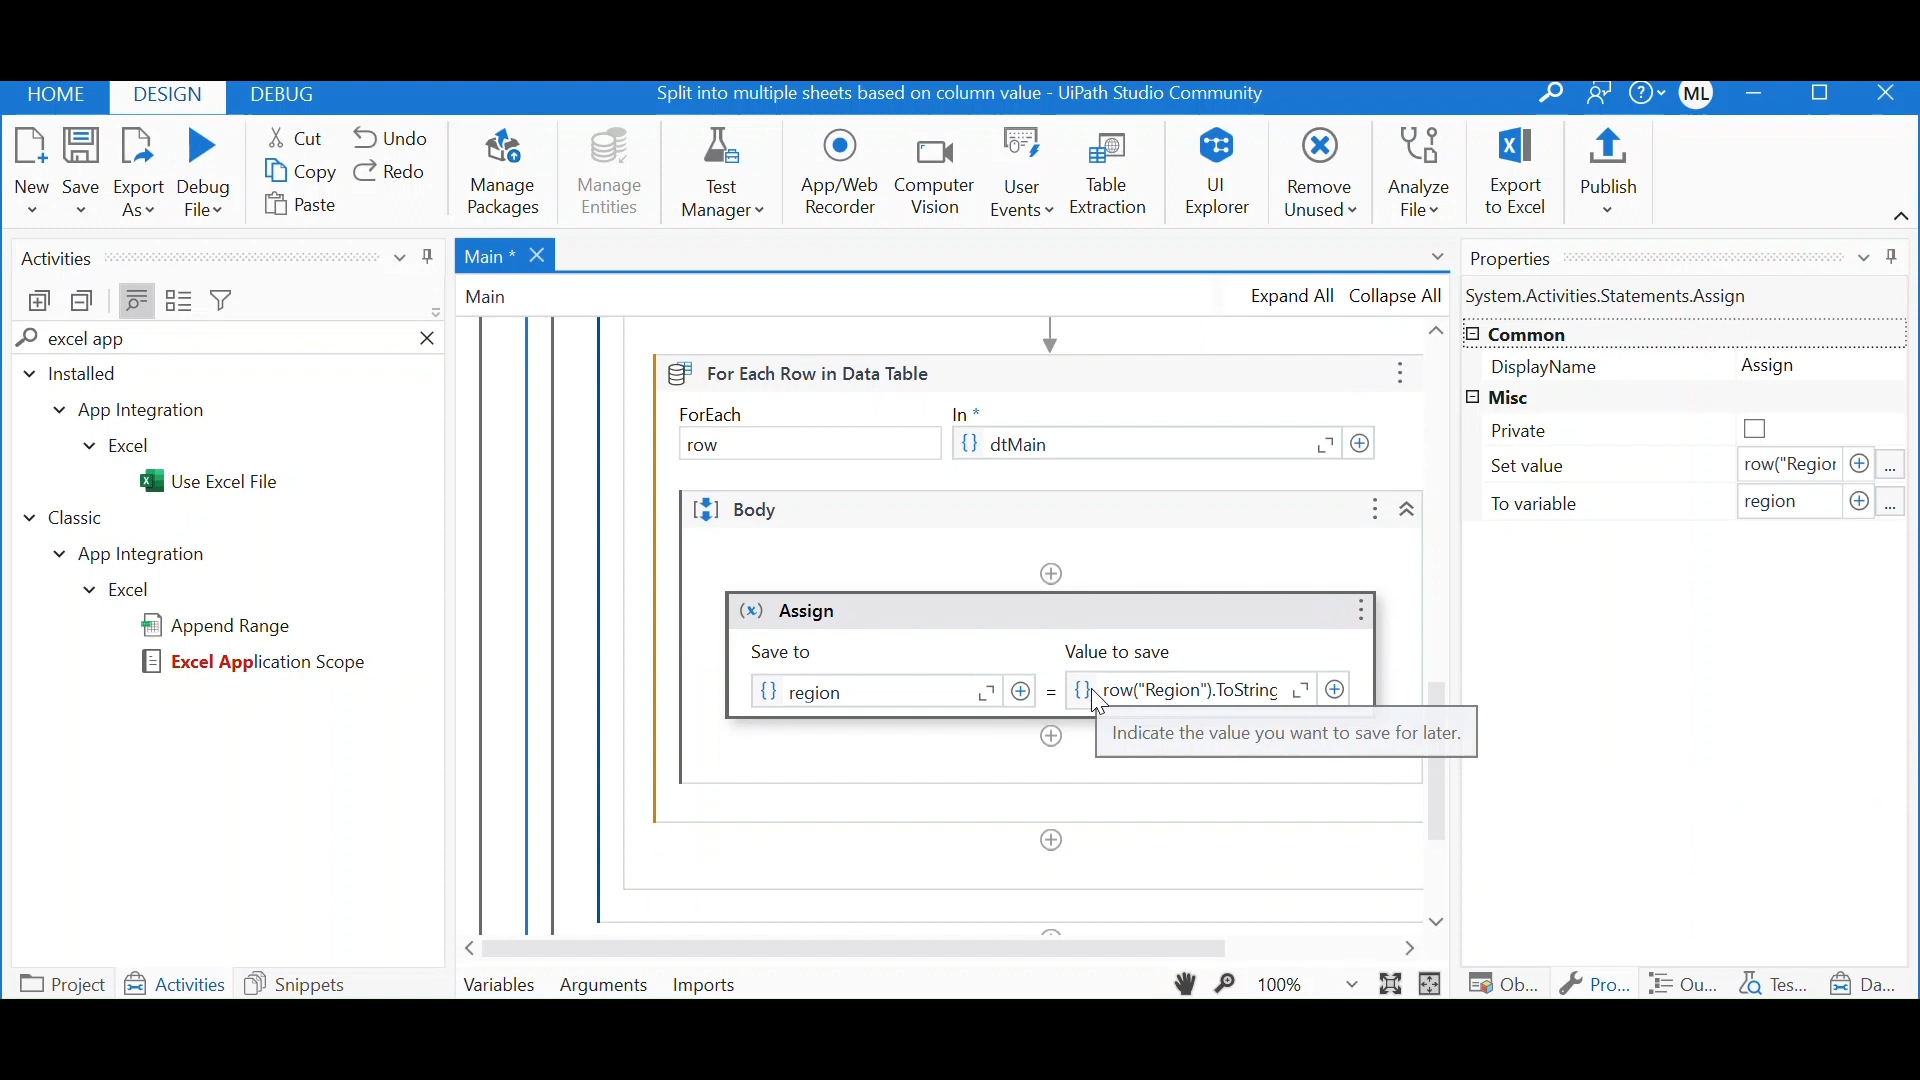 HOME DESIGN DEBUG Split into multiple sheets based on column value - UiPath Studio Community ML
Cut Undo
Copy Redo
Paste
New Save Export As Debug File Manage Packages Manage Entities Test Manager App/Web Recorder Computer Vision User Events Table Extraction UI Explorer Remove Unused Analyze File Export to Excel Publish
Activities
excel app
Installed
App Integration
Excel
Use Excel File
Classic
App Integration
Excel
Append Range
Excel Application Scope
Project Activities Snippets
Main *
Main Expand All Collapse All
For Each Row in Data Table
ForEach In *
row {} dtMain
Body
(x) Assign
Save to Value to save
{} region = {} row("Region").ToString
Indicate the value you want to save for later.
Variables Arguments Imports 100%
Properties
System.Activities.Statements.Assign
Common
DisplayName Assign
Misc
Private
Set value row("Region ...
To variable region ...
Ob... Pro... Ou... Tes... Da...